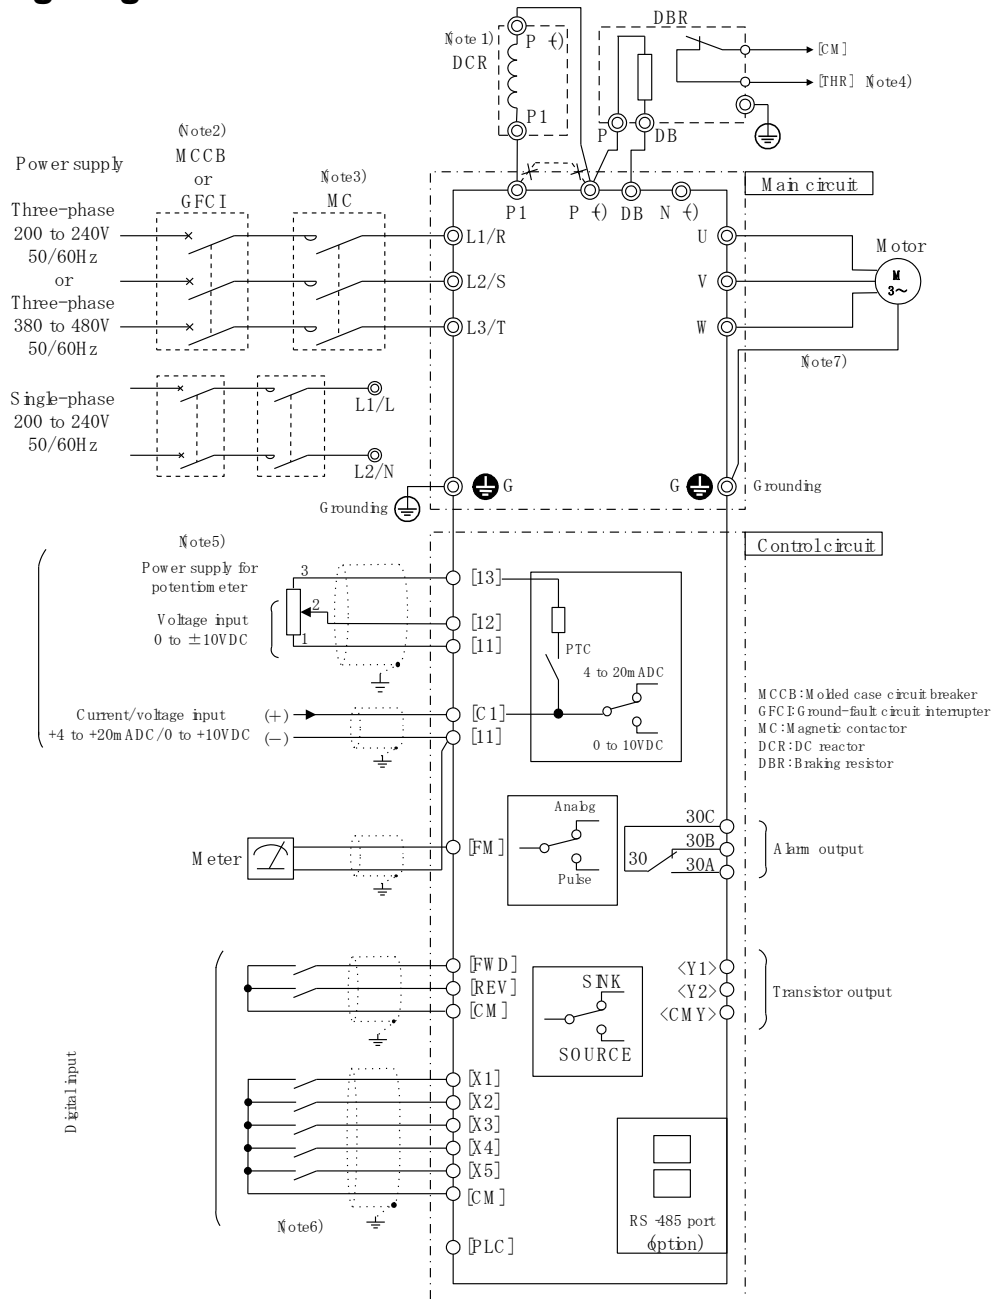 DBR
(Note 1)
DCR
P (+)
P1
[CM]
[THR] (Note4)
P
DB
(Note2)
MCCB
or
GFCI
(Note3)
MC
Power supply
Three-phase
200 to 240V
50/60Hz
or
Three-phase
380 to 480V
50/60Hz
Single-phase
200 to 240V
50/60Hz
P1
P (+)
DB
N (-)
Main circuit
L1/R
L2/S
L3/T
U
V
W
Motor
M
3~
(Note7)
L1/L
L2/N
G
G
Grounding
Grounding
Control circuit
(Note5)
Power supply for
potentiometer
Voltage input
0 to ±10VDC
3
2
1
[13]
[12]
[11]
PTC
4 to 20mADC
0 to 10VDC
Current/voltage input
+4 to +20mADC/0 to +10VDC
(+)
(-)
[C1]
[11]
MCCB:Molded case circuit breaker
GFCI:Ground-fault circuit interrupter
MC:Magnetic contactor
DCR:DC reactor
DBR:Braking resistor
Meter
[FM]
Analog
Pulse
30C
30B
30
30A
Alarm output
[FWD]
[REV]
[CM]
SINK
SOURCE
<Y1>
<Y2>
<CMY>
Transistor output
Digital input
[X1]
[X2]
[X3]
[X4]
[X5]
[CM]
(Note6)
[PLC]
RS-485 port
(option)